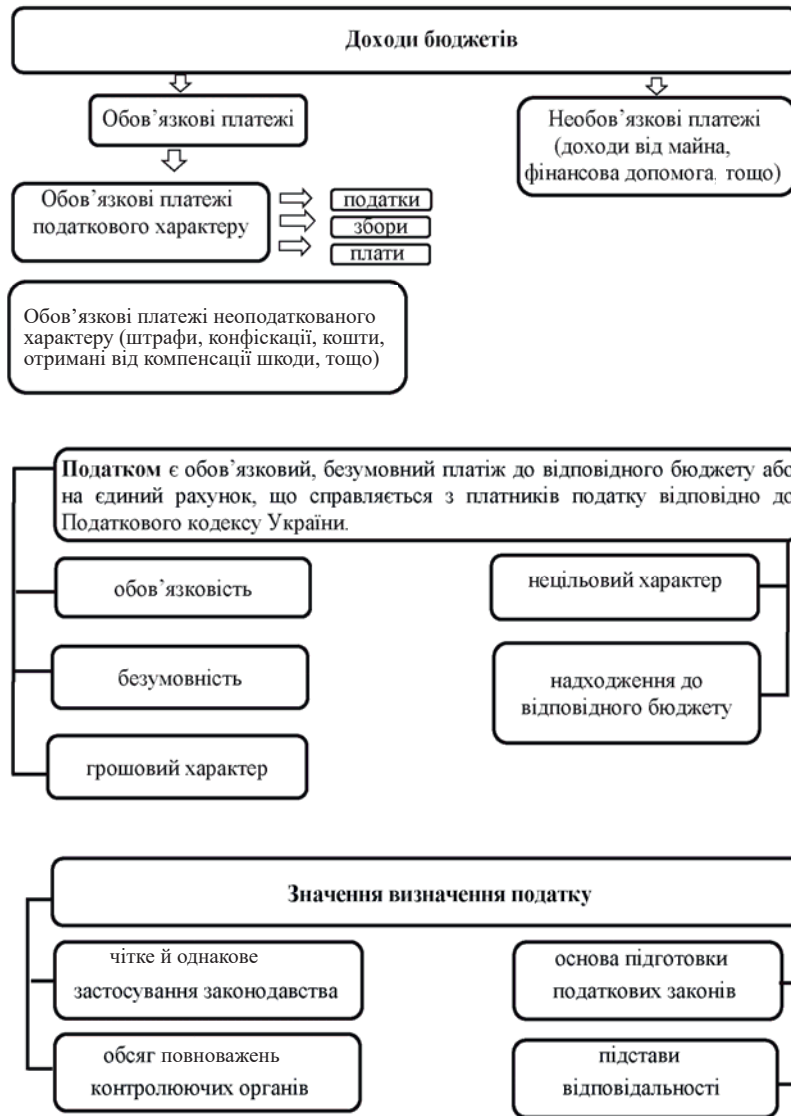 Доходи бюджетів
Обов’язкові платежі
Необов’язкові платежі
(доходи від майна,
фінансова допомога, тощо)
Обов’язкові платежі
податкового характеру
податки
збори
плати
Обов’язкові платежі неоподаткованого
характеру (штрафи, конфіскації, кошти,
отримані від компенсації шкоди, тощо)
Податком є обов’язковий, безумовний платіж до відповідного бюджету або
на єдиний рахунок, що справляється з платників податку відповідно до
Податкового кодексу України.
обов’язковість
нецільовий характер
безумовність
надходження до
відповідного бюджету
грошовий характер
Значення визначення податку
чітке й однакове
застосування законодавства
основа підготовки
податкових законів
обсяг повноважень
контролюючих органів
підстави
відповідальності